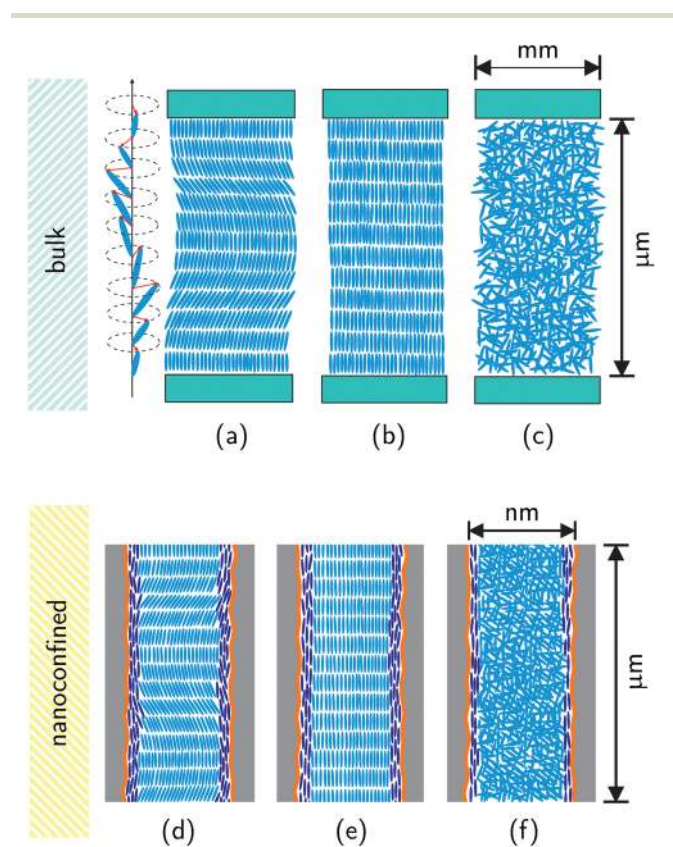 mm
bulk
μm
(a)
(b)
(c)
nm
nanoconfined
μm
(d)
(e)
(f)